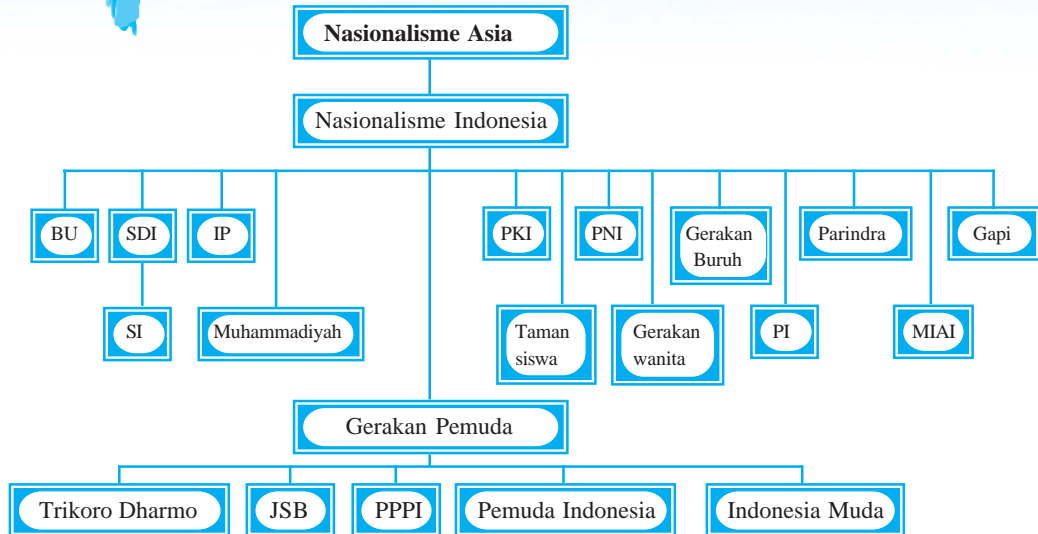 Nasionalisme Asia
Nasionalisme Indonesia
BU
SDI
IP
PKI
PNI
Gerakan
Buruh
Parindra
Gapi
SI
Muhammadiyah
Taman
siswa
Gerakan
wanita
PI
MIAI
Gerakan Pemuda
Trikoro Dharmo
JSB
PPPI
Pemuda Indonesia
Indonesia Muda